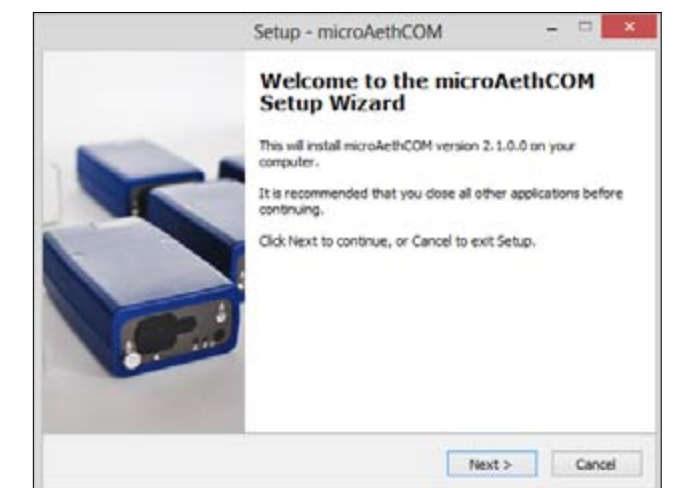 Setup - microAethCOM
Welcome to the microAethCOM
Setup Wizard
This will install microAethCOM version 2.1.0.0 on your
computer.
It is recommended that you close all other applications before
continuing.
Click Next to continue, or Cancel to exit Setup.
Next >
Cancel